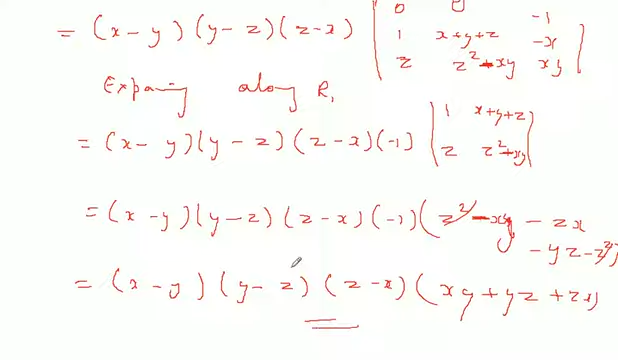 0 0 -1
= (x - y) (y - z) (z - x) | 1 x+y+z -x |
z z² - xy xy
Expaing along R₁
= (x - y)(y - z)(z - x)(-1) | 1 x+y+z |
z z² - xy
= (x - y)(y - z)(z - x)(-1)(z² - xy - zx
- yz - z²)
= (x - y)(y - z)(z - x)(xy + yz + zx)